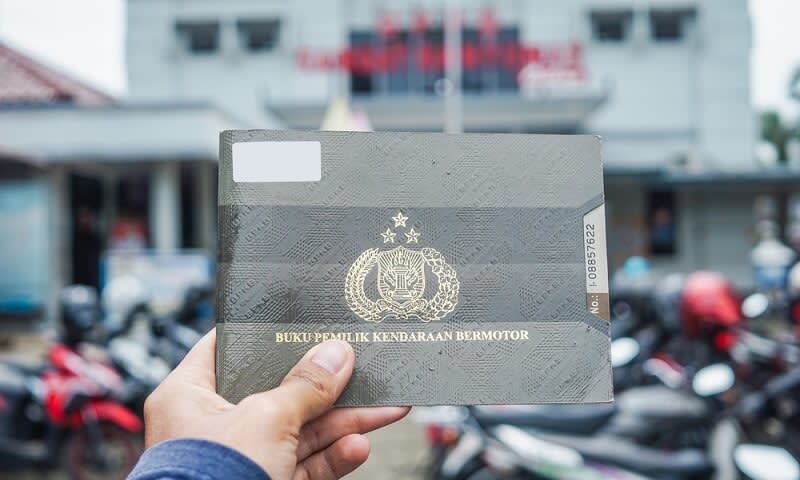 BUKU PEMILIK KENDARAAN BERMOTOR
No.: I-08857622